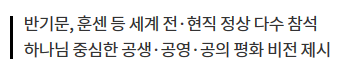 반기문, 훈센 등 세계 전·현직 정상 다수 참석
하나님 중심한 공생·공영·공의 평화 비전 제시